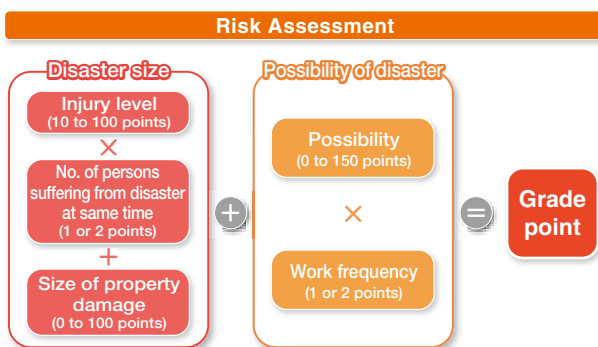 Risk Assessment
Disaster size
Injury level
(10 to 100 points)
×
No. of persons
suffering from disaster
at same time
(1 or 2 points)
+
Size of property
damage
(0 to 100 points)
+
Possibility of disaster
Possibility
(0 to 150 points)
×
Work frequency
(1 or 2 points)
=
Grade
point